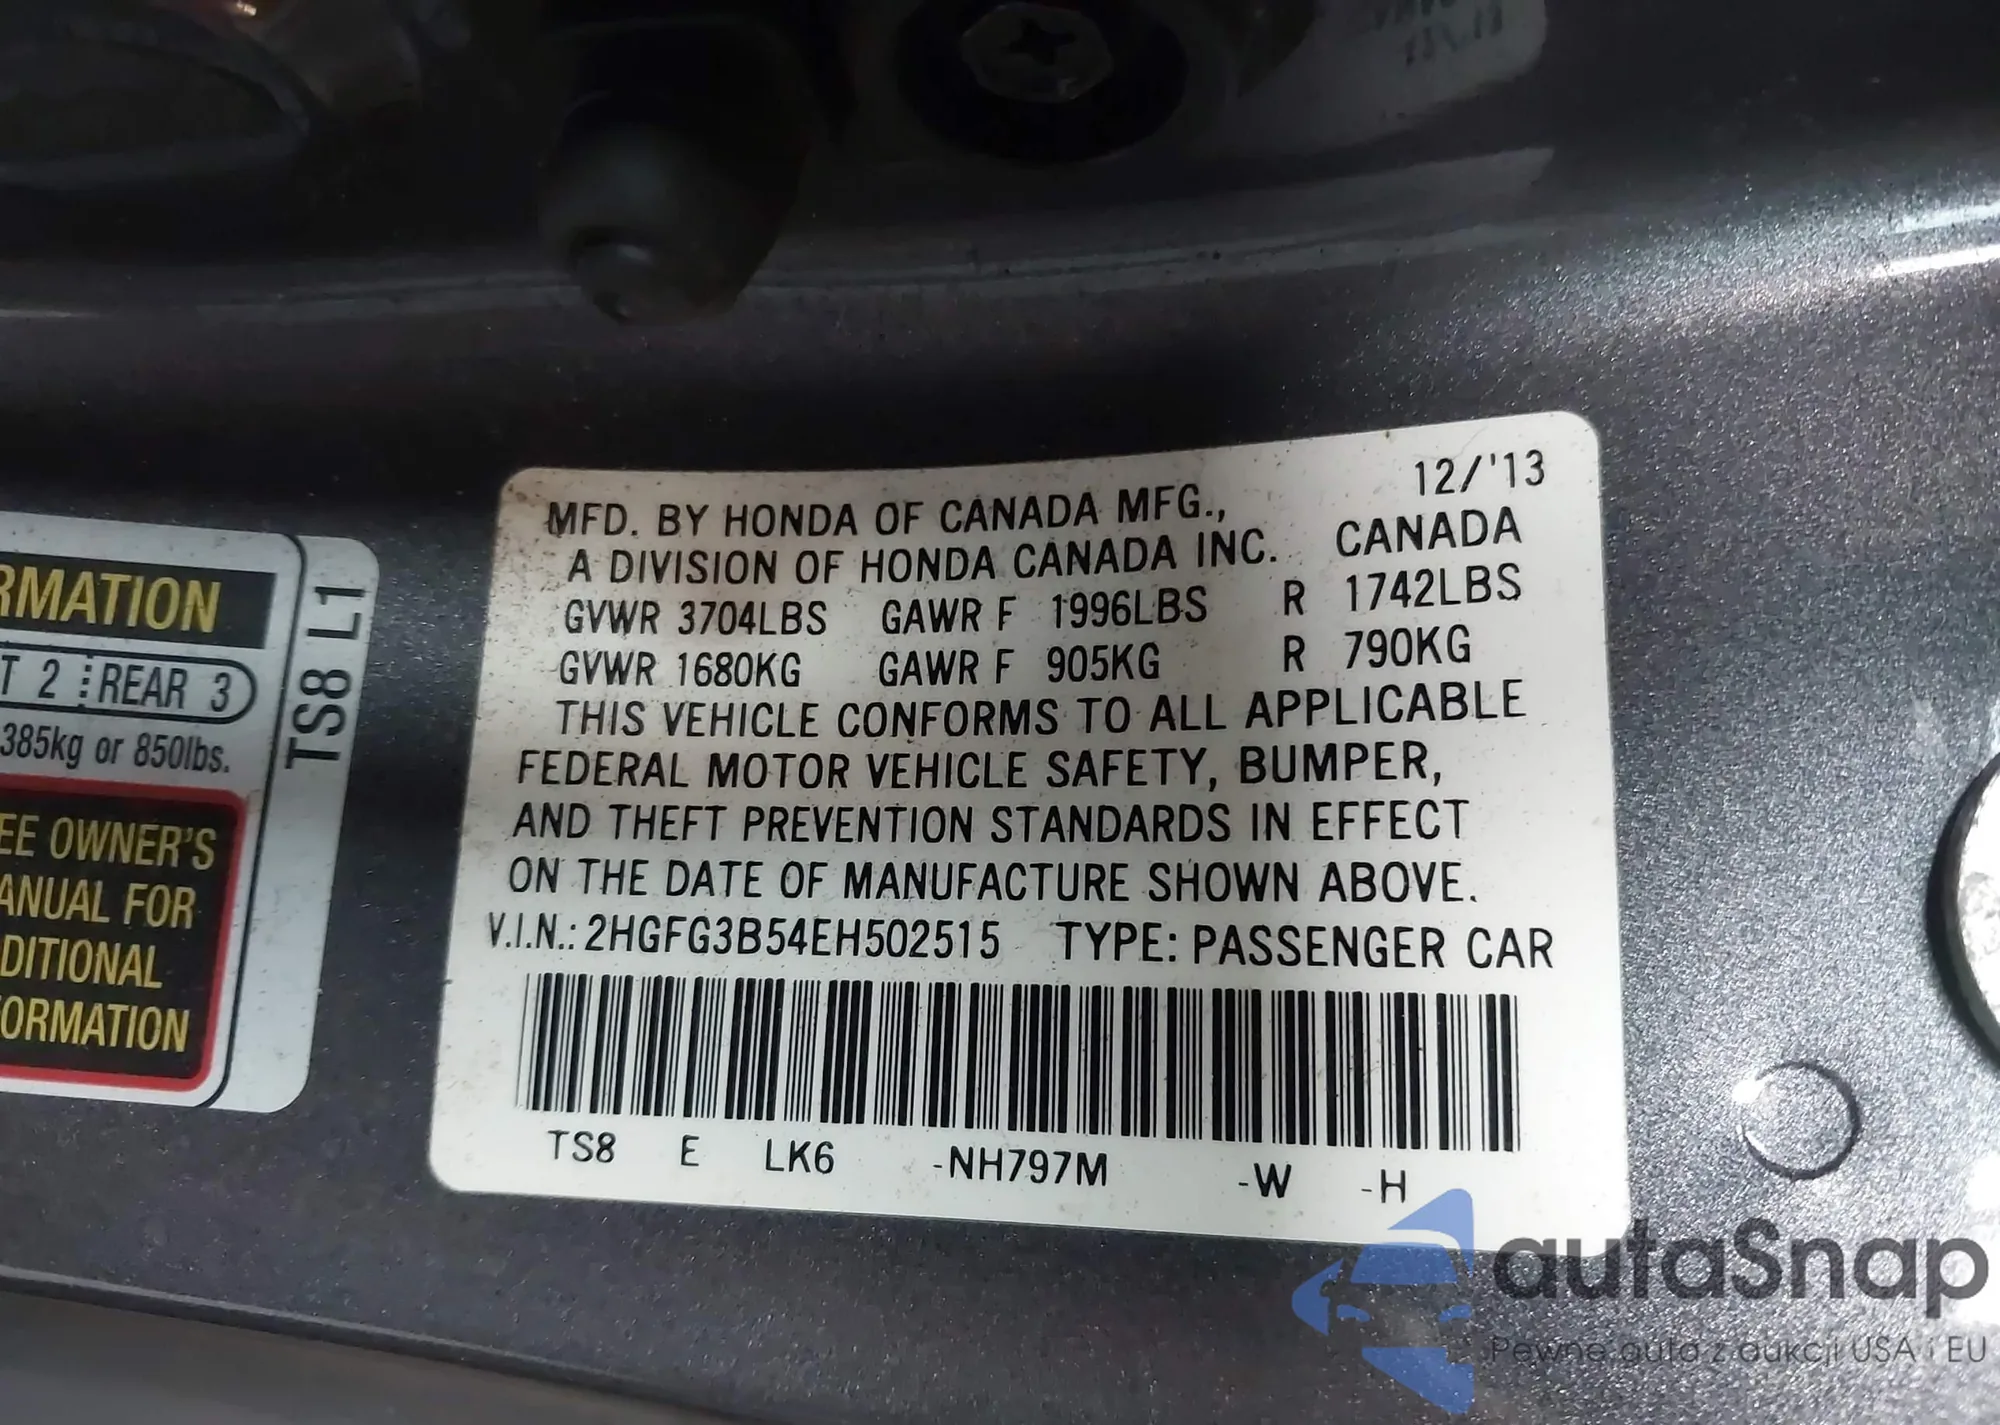 RMATION
T 2 REAR 3
385kg or 850lbs.
EE OWNER'S
ANUAL FOR
DITIONAL
FORMATION
TS8 L1
12/'13
MFD. BY HONDA OF CANADA MFG.,
A DIVISION OF HONDA CANADA INC. CANADA
GVWR 3704LBS GAWR F 1996LBS R 1742LBS
GVWR 1680KG GAWR F 905KG R 790KG
THIS VEHICLE CONFORMS TO ALL APPLICABLE
FEDERAL MOTOR VEHICLE SAFETY, BUMPER,
AND THEFT PREVENTION STANDARDS IN EFFECT
ON THE DATE OF MANUFACTURE SHOWN ABOVE.
V.I.N.: 2HGFG3B54EH502515 TYPE: PASSENGER CAR
TS8 E LK6 -NH797M -W -H
autaSnap
Pewne auta z aukcji USA i EU